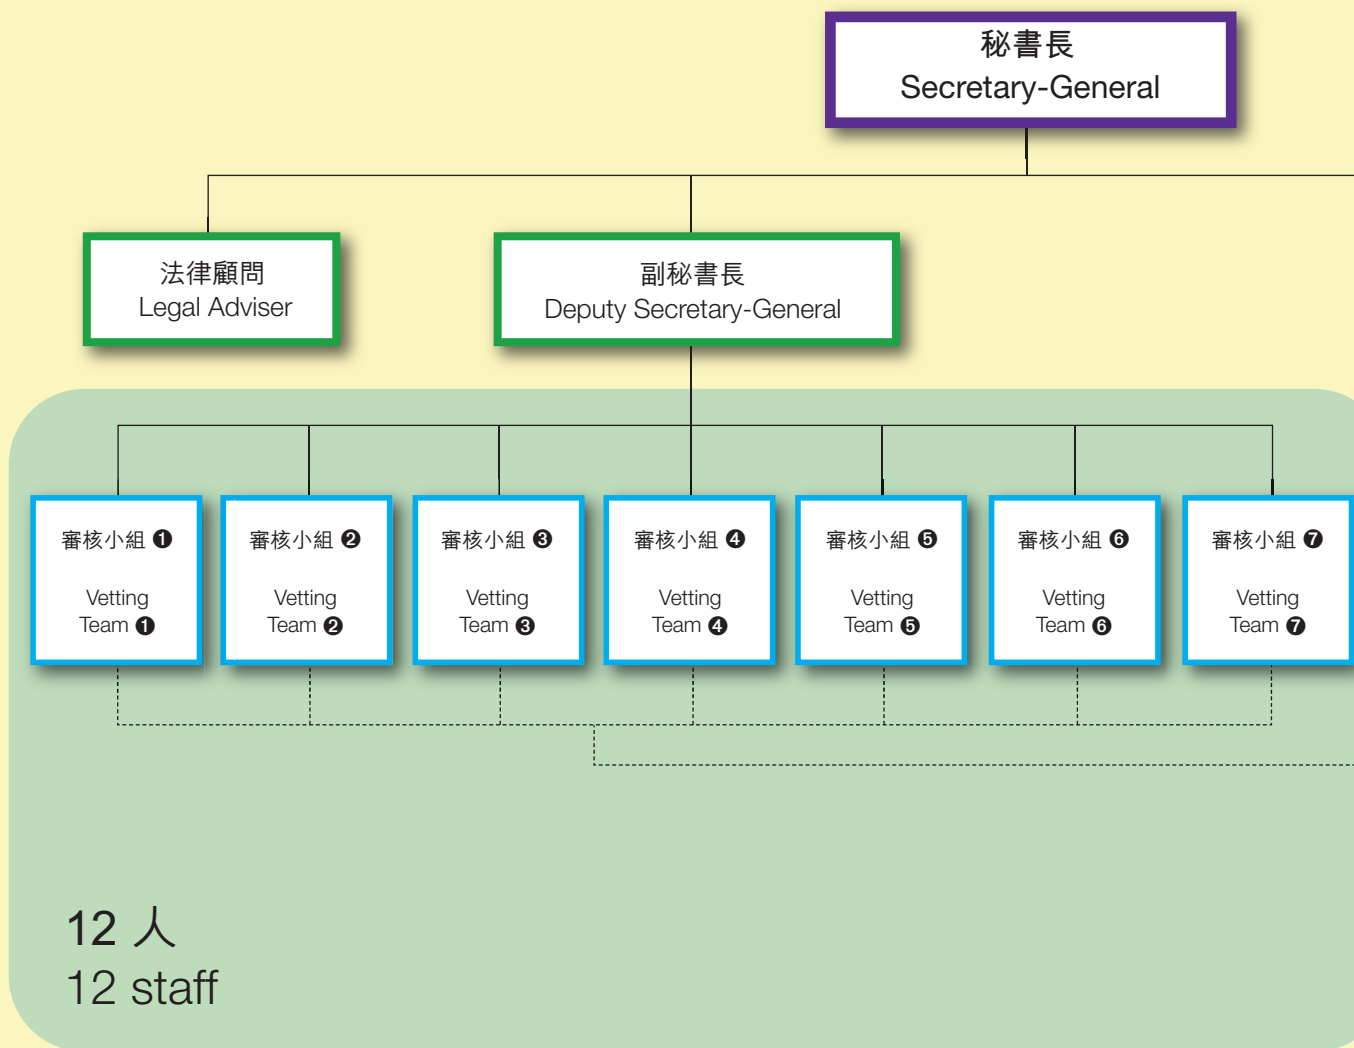 秘書長
Secretary-General
法律顧問
Legal Adviser
副秘書長
Deputy Secretary-General
審核小組 ❶
Vetting
Team ❶
審核小組 ❷
Vetting
Team ❷
審核小組 ❸
Vetting
Team ❸
審核小組 ❹
Vetting
Team ❹
審核小組 ❺
Vetting
Team ❺
審核小組 ❻
Vetting
Team ❻
審核小組 ❼
Vetting
Team ❼
12 人
12 staff